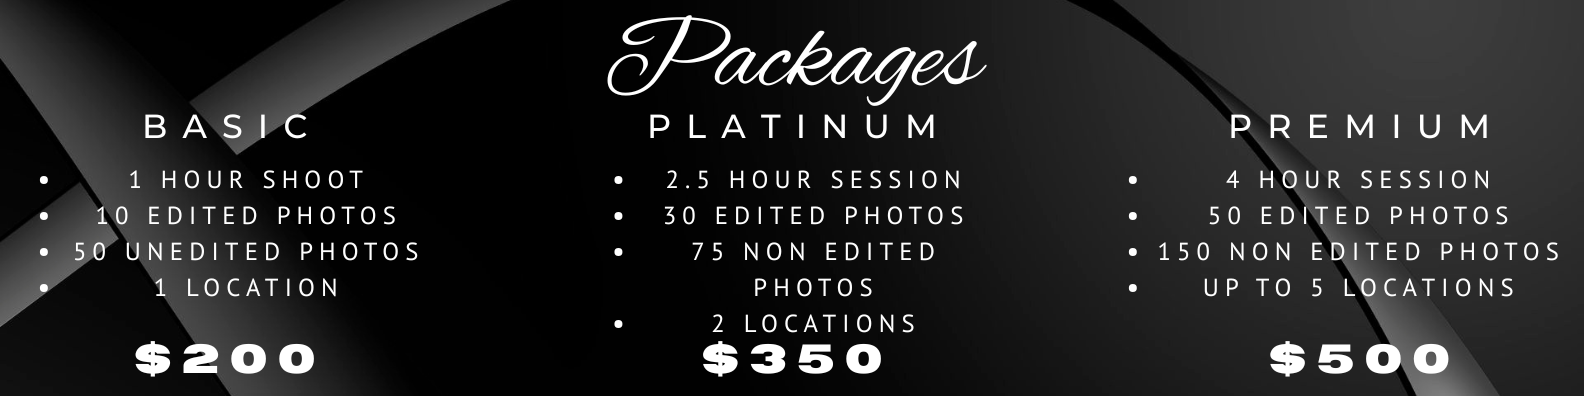 Packages
BASIC
• 1 HOUR SHOOT
• 10 EDITED PHOTOS
• 50 UNEDITED PHOTOS
• 1 LOCATION
$200
PLATINUM
• 2.5 HOUR SESSION
• 30 EDITED PHOTOS
• 75 NON EDITED
PHOTOS
• 2 LOCATIONS
$350
PREMIUM
• 4 HOUR SESSION
• 50 EDITED PHOTOS
• 150 NON EDITED PHOTOS
• UP TO 5 LOCATIONS
$500